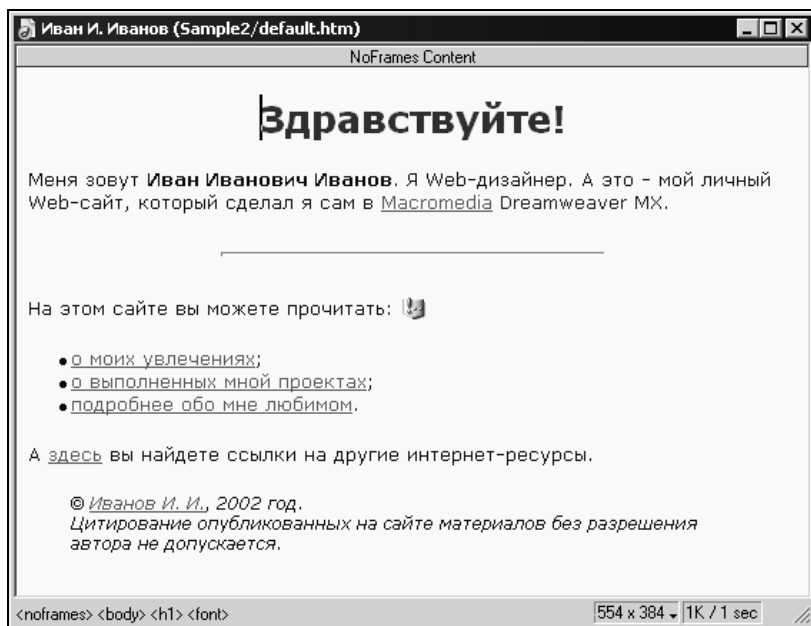 Иван И. Иванов (Sample2/default.htm)
NoFrames Content
Здравствуйте!
Меня зовут Иван Иванович Иванов. Я Web-дизайнер. А это - мой личный
Web-сайт, который сделал я сам в Macromedia Dreamweaver MX.
На этом сайте вы можете прочитать:
• о моих увлечениях;
• о выполненных мной проектах;
• подробнее обо мне любимом.
А здесь вы найдете ссылки на другие интернет-ресурсы.
© Иванов И. И., 2002 год.
Цитирование опубликованных на сайте материалов без разрешения
автора не допускается.
<noframes> <body> <h1> <font> 554 x 384 1K / 1 sec